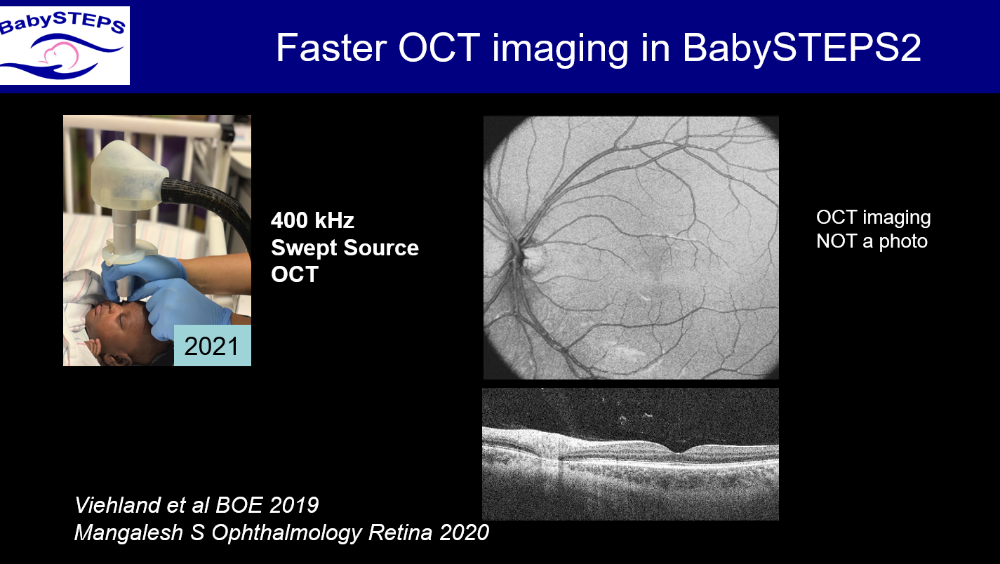 BabySTEPS
Faster OCT imaging in BabySTEPS2
400 kHz
Swept Source
OCT
2021
OCT imaging
NOT a photo
Viehland et al BOE 2019
Mangalesh S Ophthalmology Retina 2020